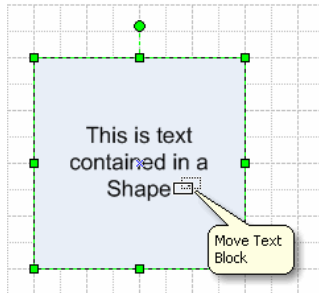 This is text
contained in a
Shape
Move Text
Block